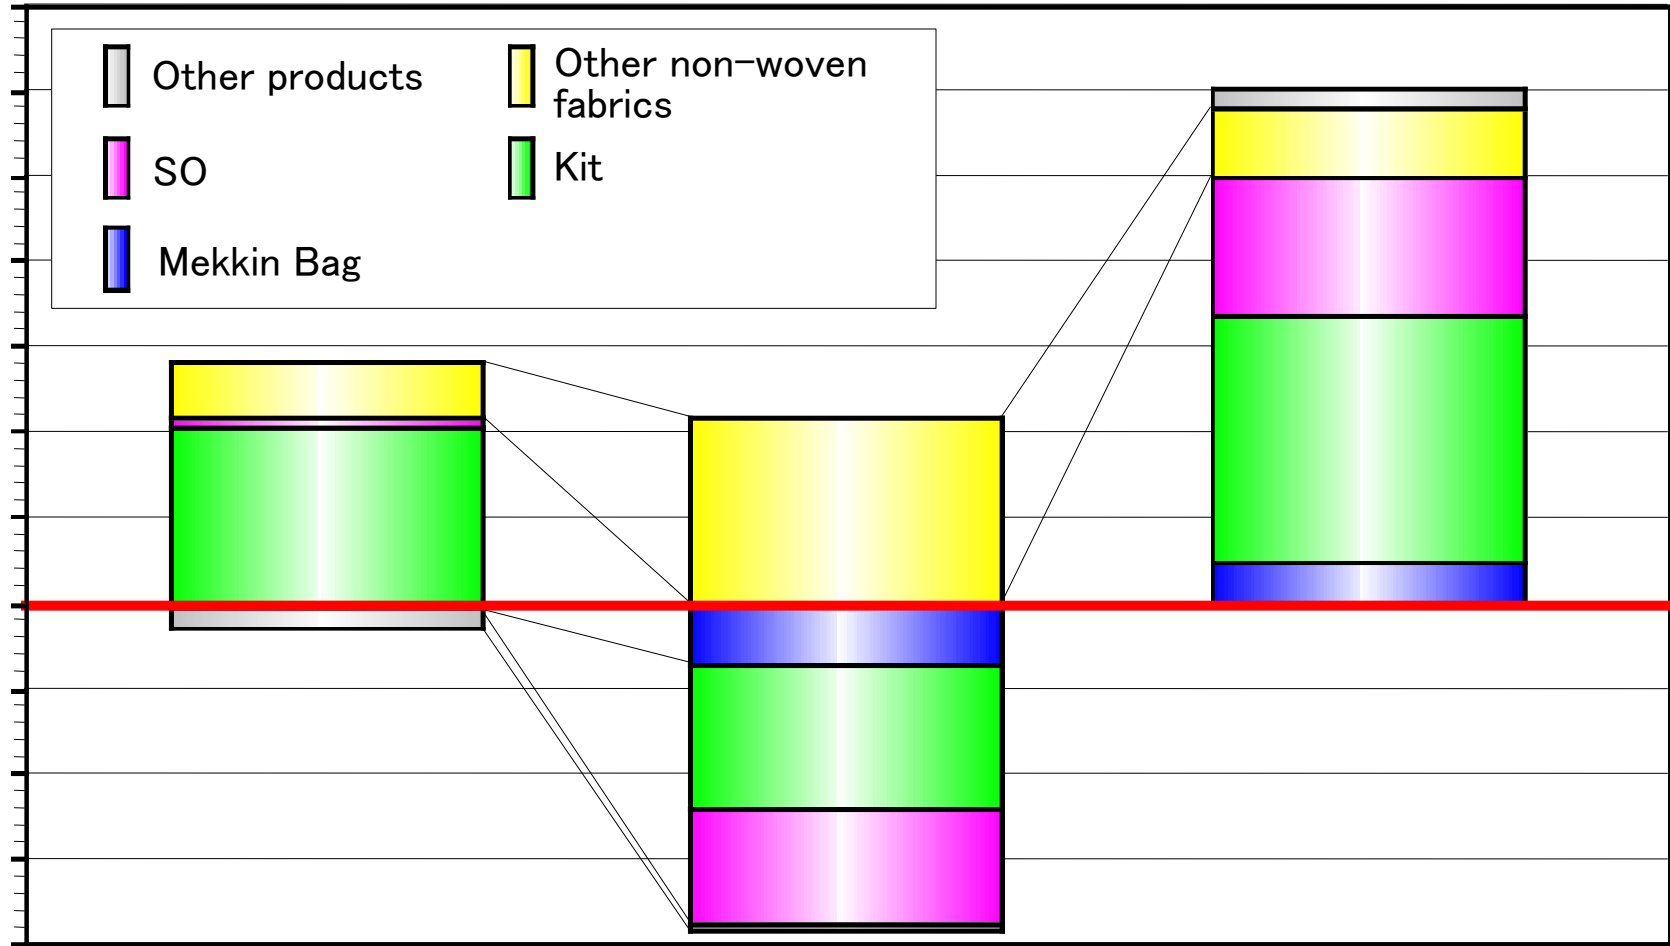 Other products
Other non-woven
fabrics
SO
Kit
Mekkin Bag